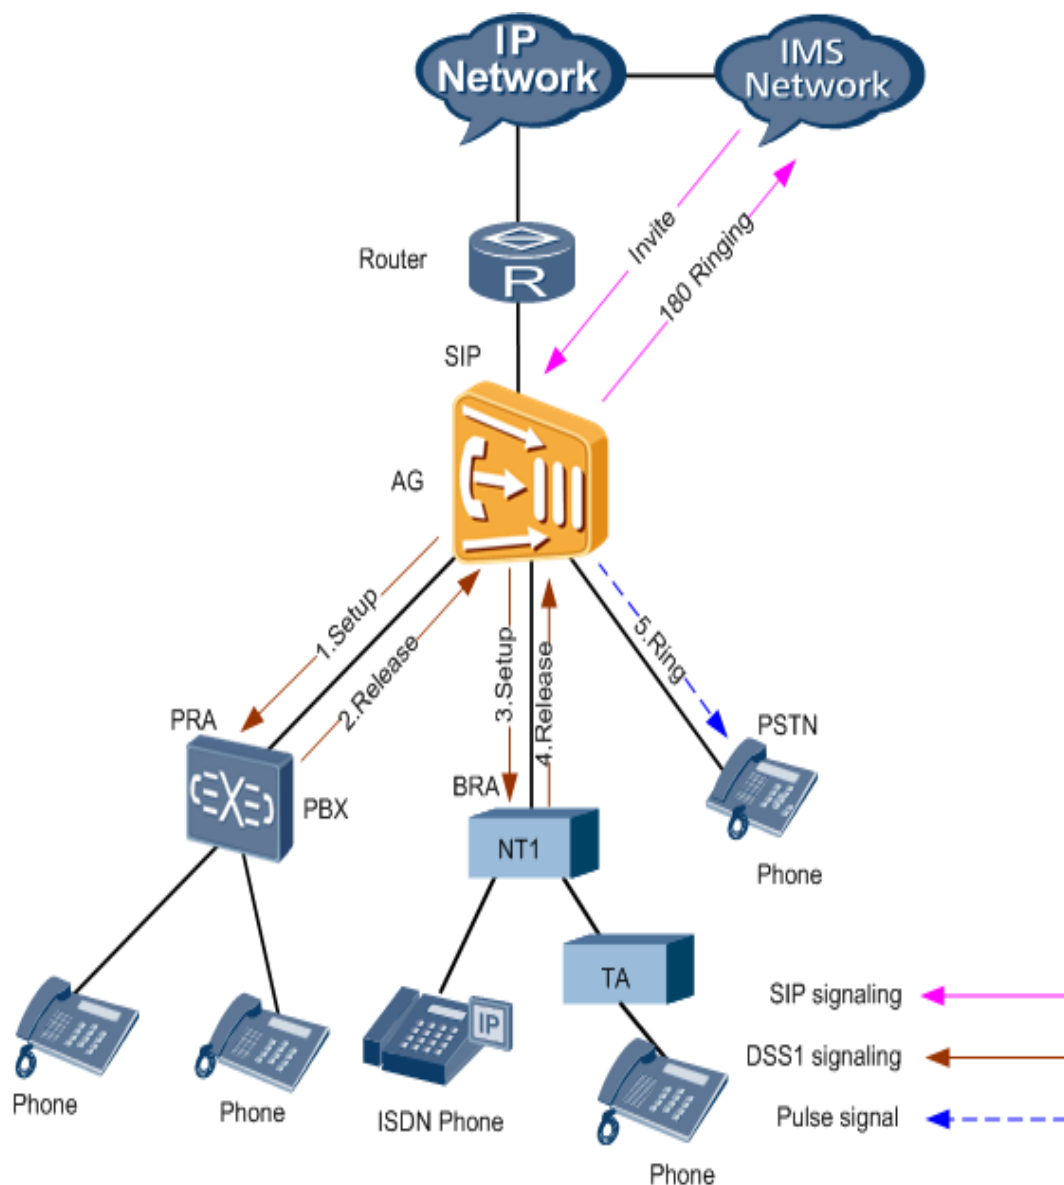 IP
Network
IMS
Network
Invite
180 Ringing
Router
R
SIP
AG
1.Setup
2.Release
3.Setup
4.Release
5.Ring
PRA
PBX
BRA
NT1
PSTN
Phone
TA
IP
Phone
Phone
ISDN Phone
Phone
SIP signaling
DSS1 signaling
Pulse signal